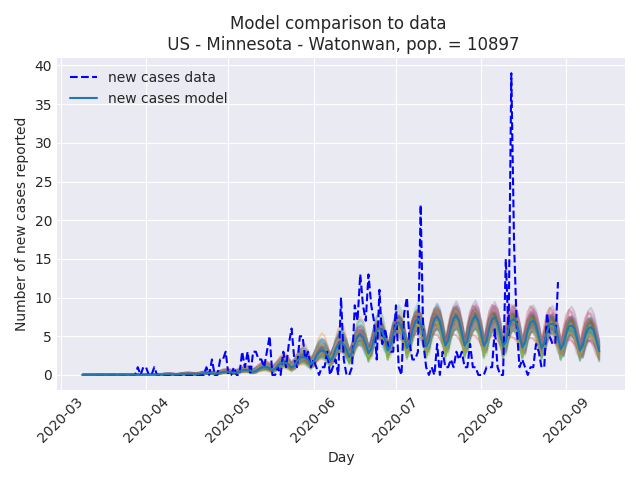 Model comparison to data
US - Minnesota - Watonwan, pop. = 10897
new cases data
new cases model
Number of new cases reported
40
35
30
25
20
15
10
5
0
2020-03
2020-04
2020-05
2020-06
2020-07
2020-08
2020-09
Day